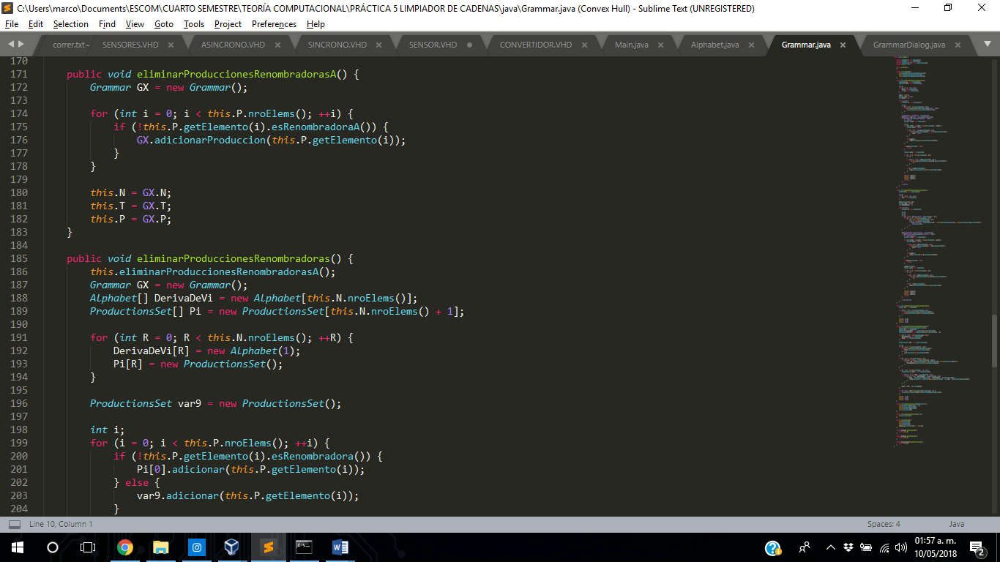 C:\Users\marco\Documents\ESCOM\CUARTO SEMESTRE\TEORÍA COMPUTACIONAL\PRÁCTICA 5 LIMPIADOR DE CADENAS\java\Grammar.java (Convex Hull) - Sublime Text (UNREGISTERED)
File Edit Selection Find View Goto Tools Project Preferences Help
correr.txt~ SENSORES.VHD ASINCRONO.VHD SINCRONO.VHD SENSOR.VHD CONVERTIDOR.VHD Main.java Alphabet.java Grammar.java GrammarDialog.java
170
171 public void eliminarProduccionesRenombradorasA() {
172 Grammar GX = new Grammar();
173
174 for (int i = 0; i < this.P.nroElems(); ++i) {
175 if (!this.P.getElemento(i).esRenombradoraA()) {
176 GX.adicionarProduccion(this.P.getElemento(i));
177 }
178 }
179
180 this.N = GX.N;
181 this.T = GX.T;
182 this.P = GX.P;
183 }
184
185 public void eliminarProduccionesRenombradoras() {
186 this.eliminarProduccionesRenombradorasA();
187 Grammar GX = new Grammar();
188 Alphabet[] DerivaDeVi = new Alphabet[this.N.nroElems()];
189 ProductionsSet[] Pi = new ProductionsSet[this.N.nroElems() + 1];
190
191 for (int R = 0; R < this.N.nroElems(); ++R) {
192 DerivaDeVi[R] = new Alphabet(1);
193 Pi[R] = new ProductionsSet();
194 }
195
196 ProductionsSet var9 = new ProductionsSet();
197
198 int i;
199 for (i = 0; i < this.P.nroElems(); ++i) {
200 if (!this.P.getElemento(i).esRenombradora()) {
201 Pi[0].adicionar(this.P.getElemento(i));
202 } else {
203 var9.adicionar(this.P.getElemento(i));
204 }
Line 10, Column 1 Spaces: 4 Java
01:57 a. m.
10/05/2018
2